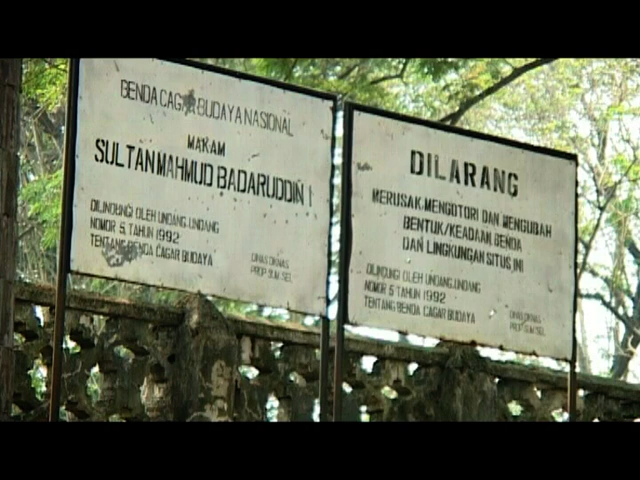 BENDA CAGAR BUDAYA NASIONAL
MAKAM
SULTAN MAHMUD BADARUDDIN I
DILINDUNGI OLEH UNDANG.UNDANG
NOMOR 5 TAHUN 1992
TENTANG BENDA CAGAR BUDAYA
DINAS DIKNAS
PROP. SUM SEL
DILARANG
MERUSAK-MENGOTORI DAN MENGUBAH
BENTUK/KEADAAN BENDA
DAN LINGKUNGAN SITUS INI
DILINDUNGI OLEH UNDANG.UNDANG
NOMOR 5 TAHUN 1992
TENTANG BENDA CAGAR BUDAYA
DINAS DIKNAS
PROP. SUM SEL